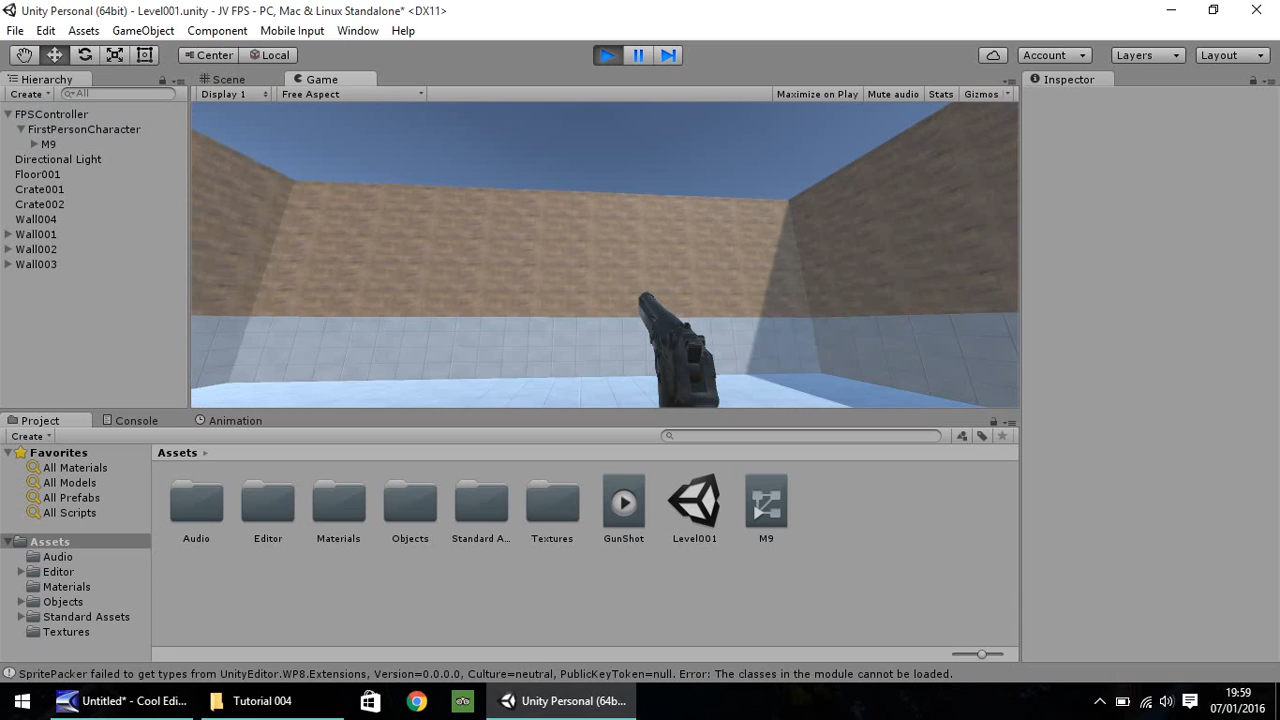 Unity Personal (64bit) - Level001.unity - JV FPS - PC, Mac & Linux Standalone* <DX11>
File Edit Assets GameObject Component Mobile Input Window Help
Center Local Account Layers Layout
Hierarchy Scene Game Inspector
Create All Display 1 Free Aspect Maximize on Play Mute audio Stats Gizmos
FPSController
FirstPersonCharacter
M9
Directional Light
Floor001
Crate001
Crate002
Wall004
Wall001
Wall002
Wall003
Project Console Animation
Create
Favorites
All Materials
All Models
All Prefabs
All Scripts
Assets
Audio
Editor
Materials
Objects
Standard Assets
Textures
Assets
Audio Editor Materials Objects Standard A... Textures GunShot Level001 M9
SpritePacker failed to get types from UnityEditor.WP8.Extensions, Version=0.0.0.0, Culture=neutral, PublicKeyToken=null. Error: The classes in the module cannot be loaded.
Untitled* - Cool Edi... Tutorial 004 Unity Personal (64b...
19:59
07/01/2016